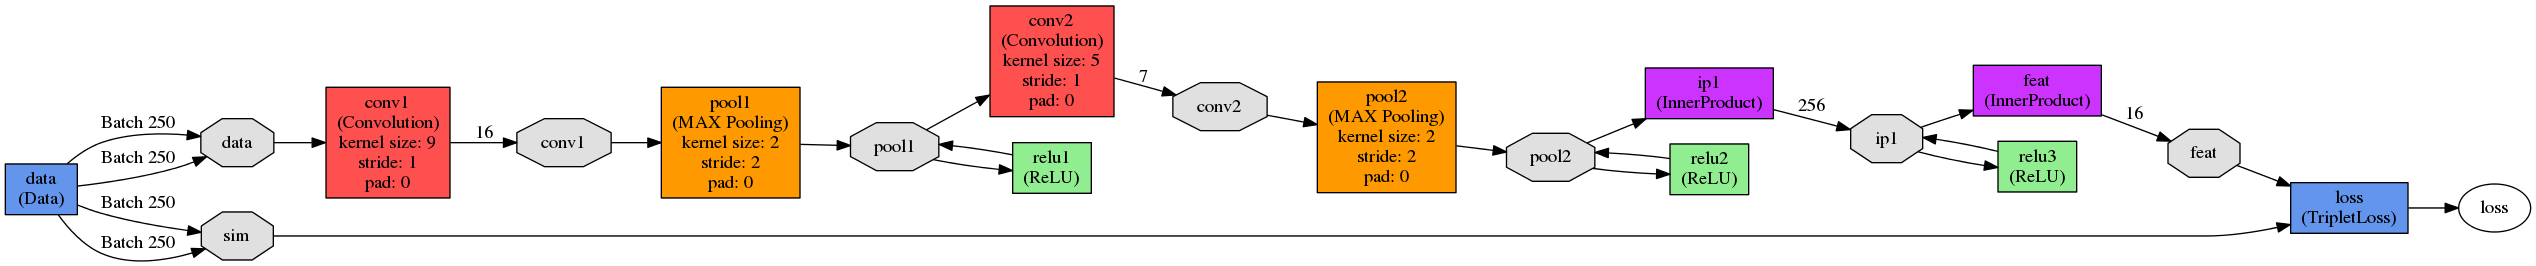 data
(Data)
Batch 250
Batch 250
Batch 250
Batch 250
data
sim
conv1
(Convolution)
kernel size: 9
stride: 1
pad: 0
16
conv1
pool1
(MAX Pooling)
kernel size: 2
stride: 2
pad: 0
pool1
conv2
(Convolution)
kernel size: 5
stride: 1
pad: 0
relu1
(ReLU)
7
conv2
pool2
(MAX Pooling)
kernel size: 2
stride: 2
pad: 0
pool2
ip1
(InnerProduct)
relu2
(ReLU)
256
ip1
feat
(InnerProduct)
relu3
(ReLU)
16
feat
loss
(TripletLoss)
loss